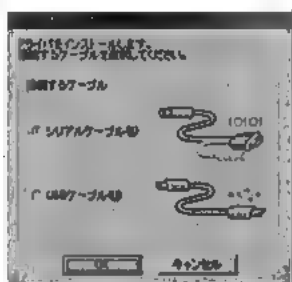 ドライバをインストールします。
接続するケーブルを選択してください。
接続するケーブル
シリアルケーブル(S)
|O|O|
USBケーブル(U)
OK
キャンセル